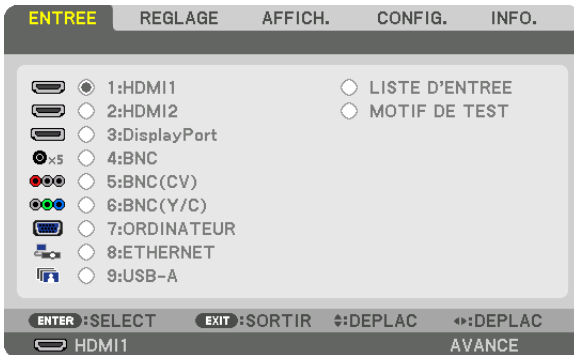 ENTREE REGLAGE AFFICH. CONFIG. INFO.
1:HDMI1 LISTE D'ENTREE
2:HDMI2 MOTIF DE TEST
3:DisplayPort
×5 4:BNC
5:BNC(CV)
6:BNC(Y/C)
7:ORDINATEUR
8:ETHERNET
9:USB-A
ENTER :SELECT EXIT :SORTIR :DEPLAC :DEPLAC
HDMI1 AVANCE